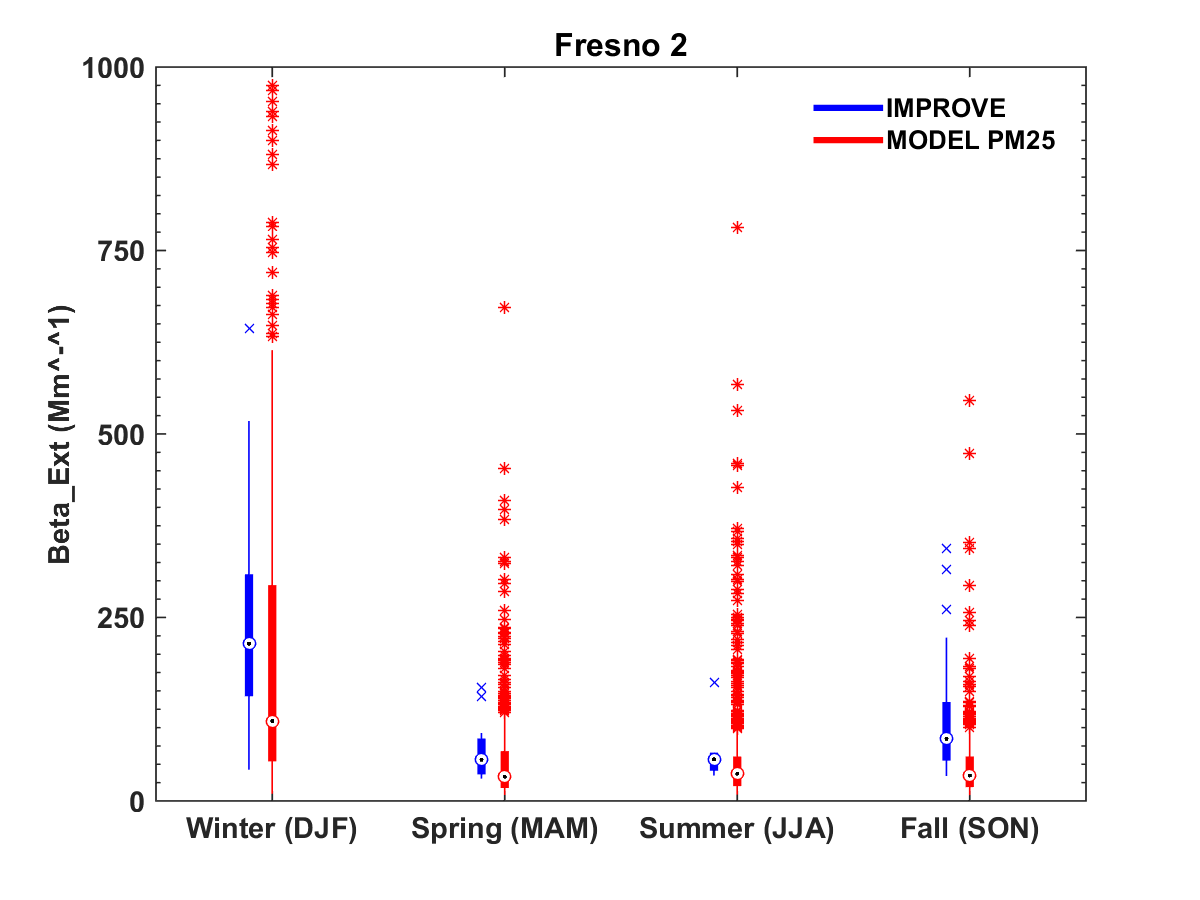 Fresno 2
1000
750
500
250
0
Beta_Ext (Mm^-^1)
IMPROVE
MODEL PM25
Winter (DJF)
Spring (MAM)
Summer (JJA)
Fall (SON)